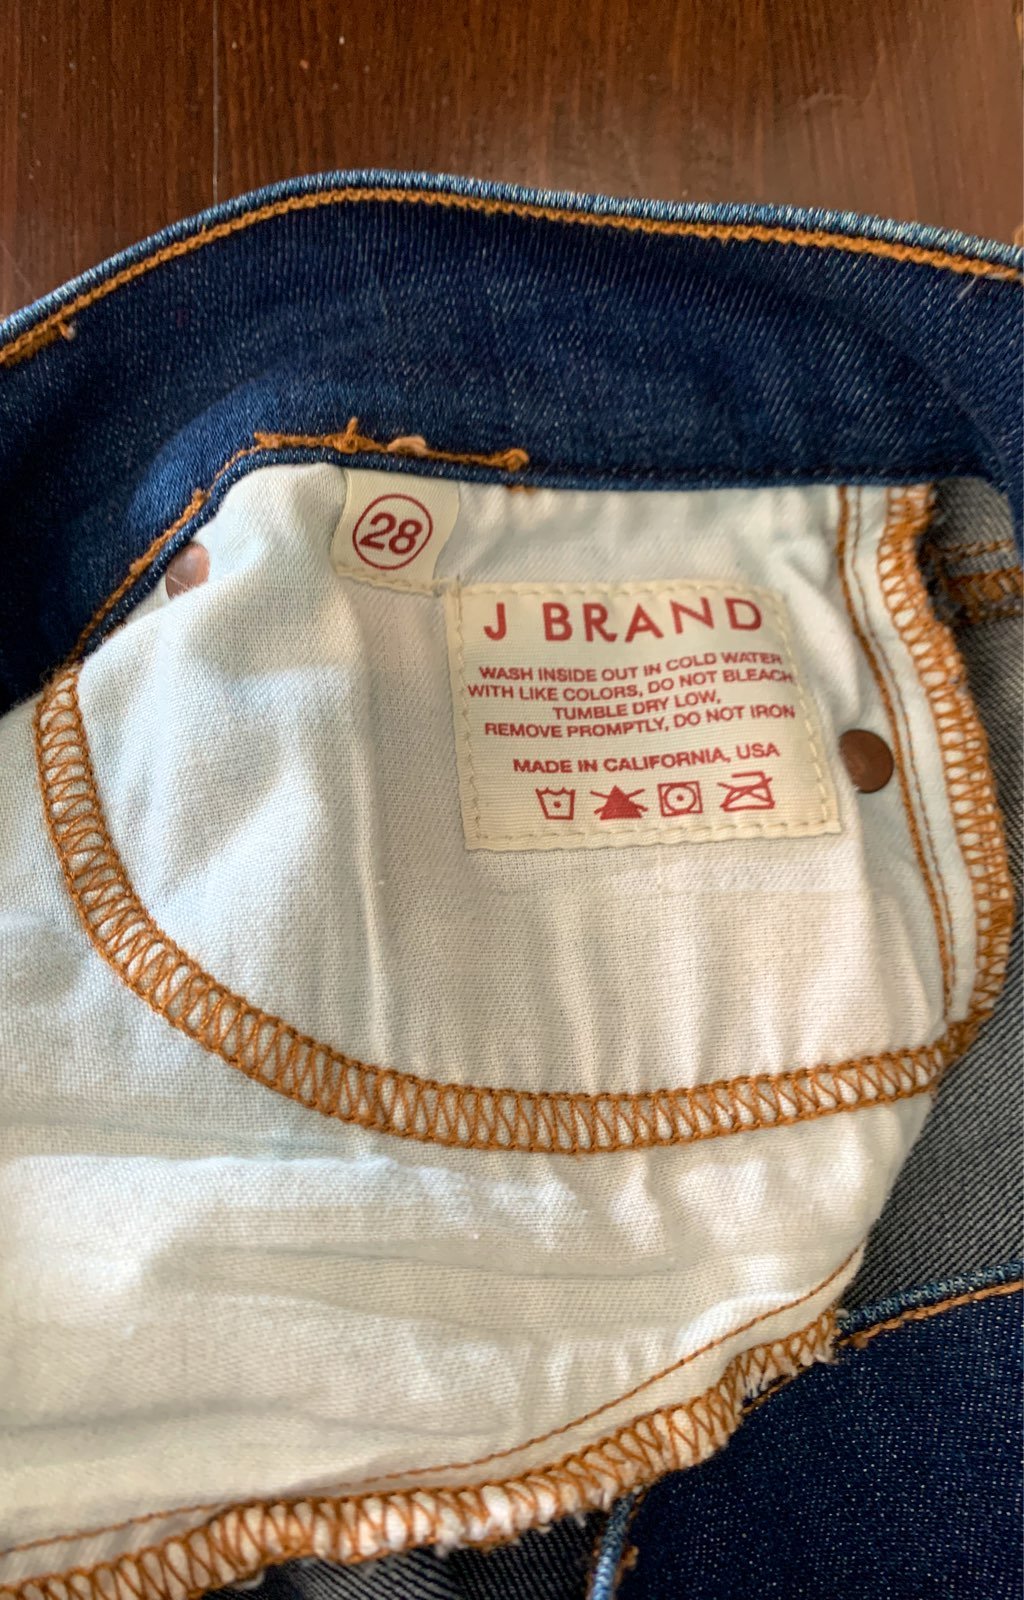 28
J BRAND
WASH INSIDE OUT IN COLD WATER
WITH LIKE COLORS, DO NOT BLEACH
TUMBLE DRY LOW,
REMOVE PROMPTLY, DO NOT IRON
MADE IN CALIFORNIA, USA